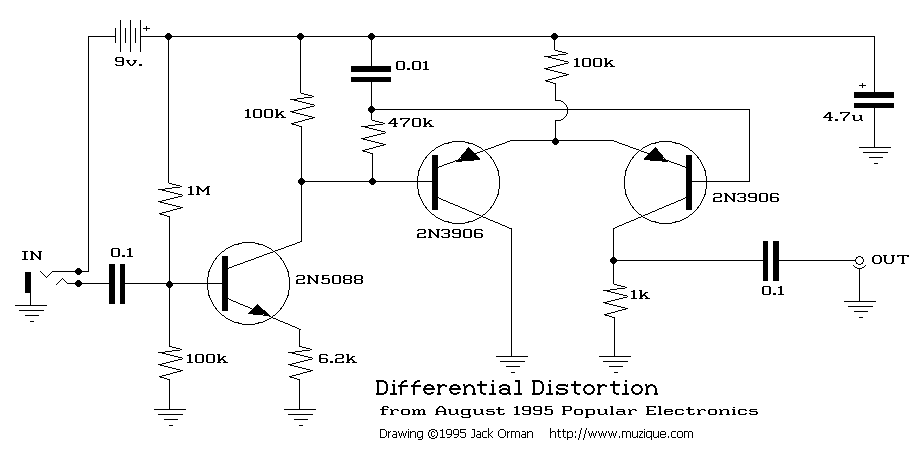 +
9v.
0.01
100k
100k
+
4.7u
470k
1M
2N3906
2N3906
IN
0.1
2N5088
OUT
0.1
1k
100k
6.2k
Differential Distortion
from August 1995 Popular Electronics
Drawing ©1995 Jack Orman http://www.muzique.com